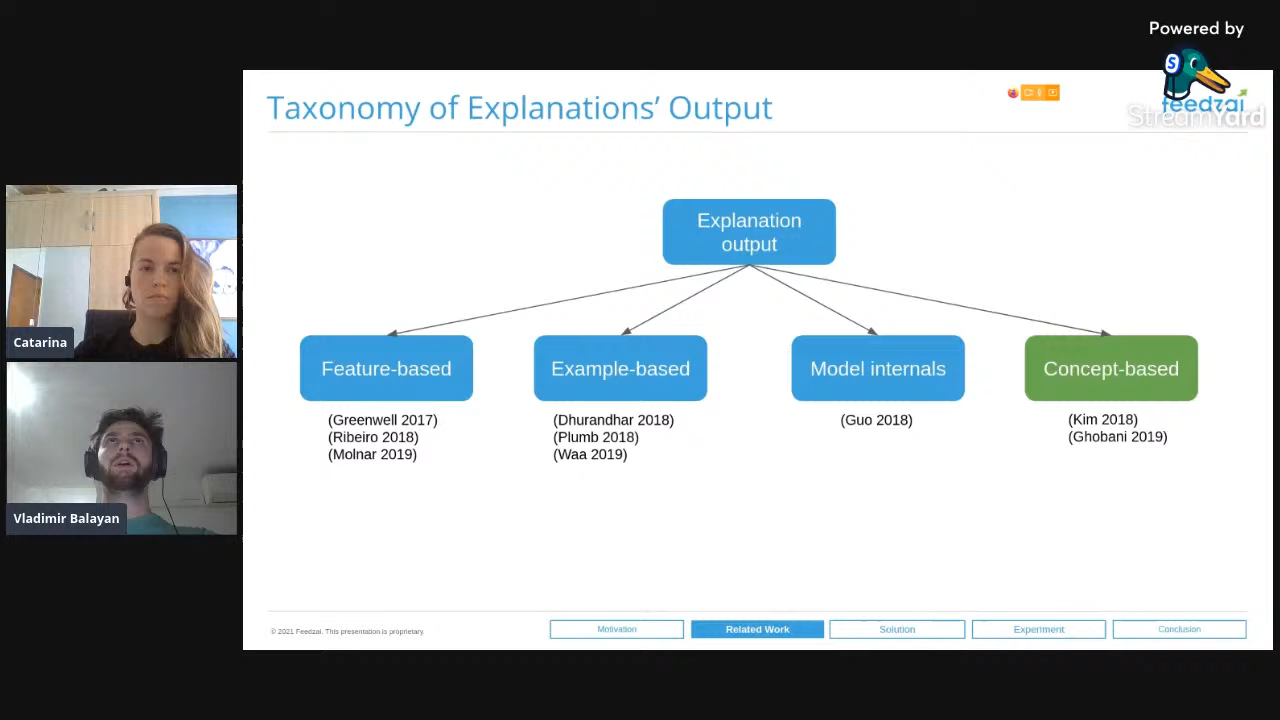 Powered by
StreamYard
S
feedzai
Taxonomy of Explanations' Output
Explanation
output
Feature-based
Example-based
Model internals
Concept-based
(Greenwell 2017)
(Ribeiro 2018)
(Molnar 2019)
(Dhurandhar 2018)
(Plumb 2018)
(Waa 2019)
(Guo 2018)
(Kim 2018)
(Ghobani 2019)
Catarina
Vladimir Balayan
© 2021 Feedzai. This presentation is proprietary.
Motivation
Related Work
Solution
Experiment
Conclusion